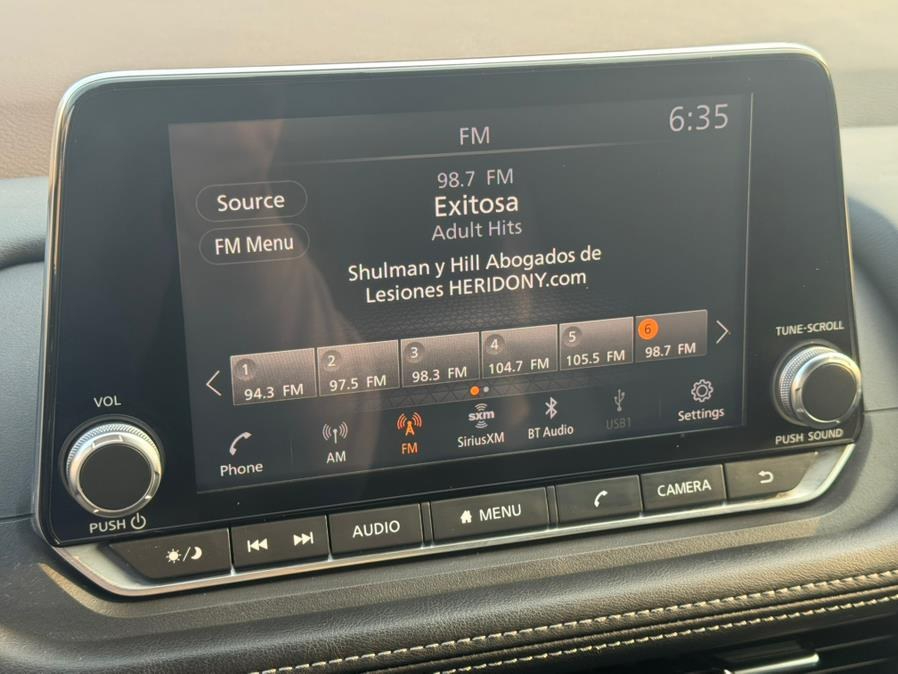 FM
6:35
98.7 FM
Source
Exitosa
Adult Hits
FM Menu
Shulman y Hill Abogados de
Lesiones HERIDONY.com
1
94.3 FM
2
97.5 FM
3
98.3 FM
4
104.7 FM
5
105.5 FM
6
98.7 FM
TUNE-SCROLL
PUSH SOUND
VOL
PUSH
Phone
AM
FM
sxm
SiriusXM
BT Audio
USB1
Settings
AUDIO
MENU
CAMERA